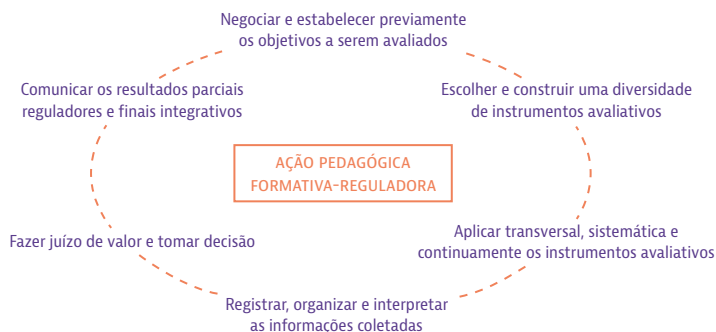 Negociar e estabelecer previamente
os objetivos a serem avaliados
Escolher e construir uma diversidade
de instrumentos avaliativos
Aplicar transversal, sistemática e
continuamente os instrumentos avaliativos
Registrar, organizar e interpretar
as informações coletadas
Fazer juízo de valor e tomar decisão
Comunicar os resultados parciais
reguladores e finais integrativos
AÇÃO PEDAGÓGICA
FORMATIVA-REGULADORA